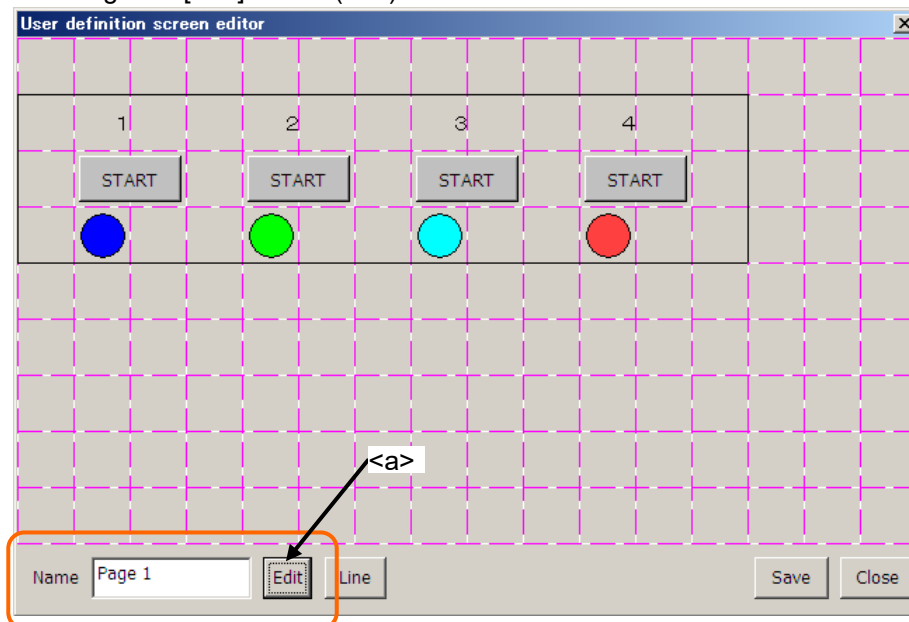 User definition screen editor
1 2 3 4
START START START START
<a>
Name Page 1 Edit Line Save Close